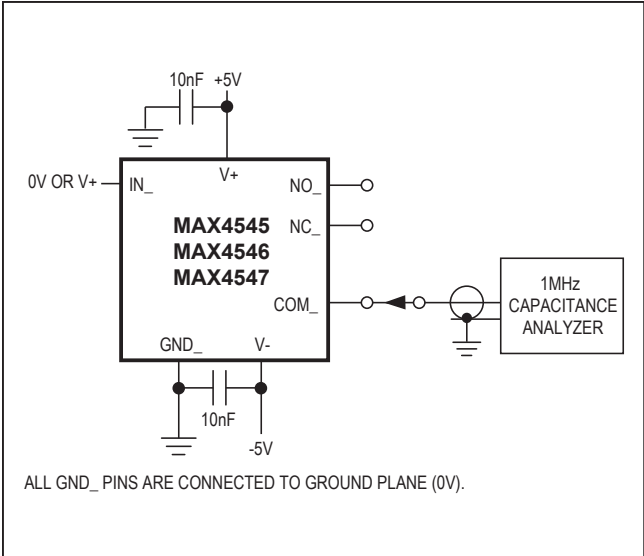 10nF +5V
0V OR V+
IN_
V+
NO_
MAX4545
NC_
MAX4546
MAX4547
COM_
1MHz
CAPACITANCE
ANALYZER
GND_
V-
10nF
-5V
ALL GND_ PINS ARE CONNECTED TO GROUND PLANE (0V).